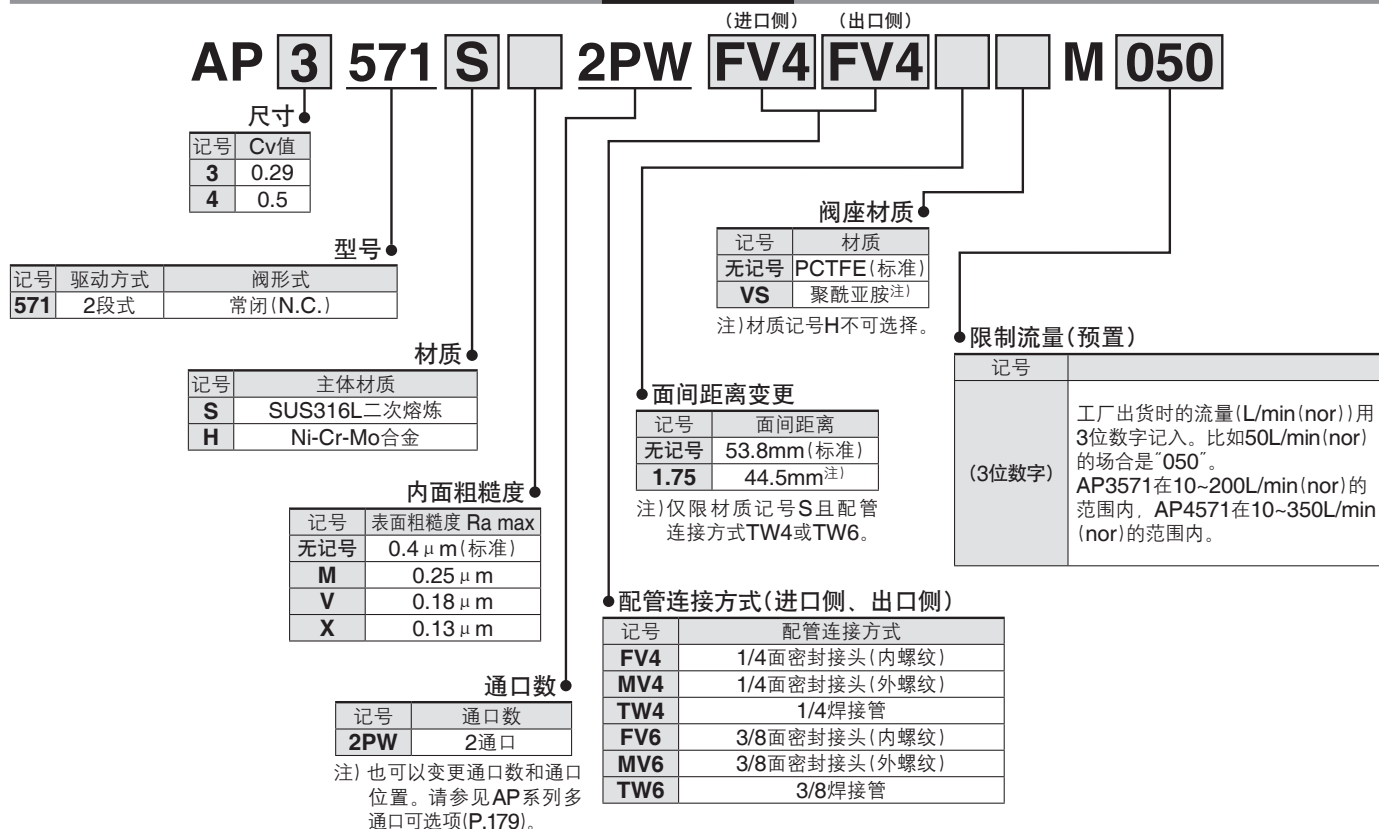 (进口侧) (出口侧)
AP 3 571 S 2PW FV4 FV4 M 050
尺寸
记号 Cv值
3 0.29
4 0.5
型号
记号 驱动方式 阀形式
571 2段式 常闭(N.C.)
材质
记号 主体材质
S SUS316L二次熔炼
H Ni-Cr-Mo合金
内面粗糙度
记号 表面粗糙度 Ra max
无记号 0.4μm(标准)
M 0.25μm
V 0.18μm
X 0.13μm
通口数
记号 通口数
2PW 2通口
注) 也可以变更通口数和通口
位置。请参见AP系列多
通口可选项(P.179)。
配管连接方式(进口侧、出口侧)
记号 配管连接方式
FV4 1/4面密封接头(内螺纹)
MV4 1/4面密封接头(外螺纹)
TW4 1/4焊接管
FV6 3/8面密封接头(内螺纹)
MV6 3/8面密封接头(外螺纹)
TW6 3/8焊接管
面间距离变更
记号 面间距离
无记号 53.8mm(标准)
1.75 44.5mm注)
注)仅限材质记号S且配管
连接方式TW4或TW6。
阀座材质
记号 材质
无记号 PCTFE(标准)
VS 聚酰亚胺注)
注)材质记号H不可选择。
限制流量(预置)
记号
(3位数字)
工厂出货时的流量(L/min(nor))用
3位数字记入。比如50L/min(nor)
的场合是"050"。
AP3571在10~200L/min(nor)的
范围内, AP4571在10~350L/min
(nor)的范围内。